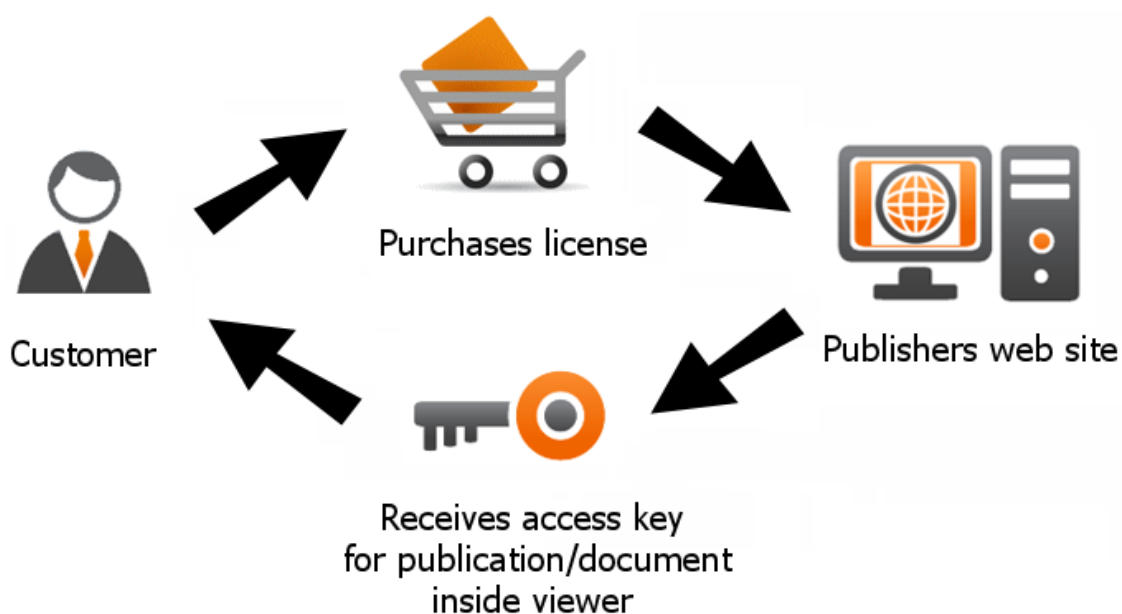 Purchases license
Customer
Publishers web site
Receives access key
for publication/document
inside viewer